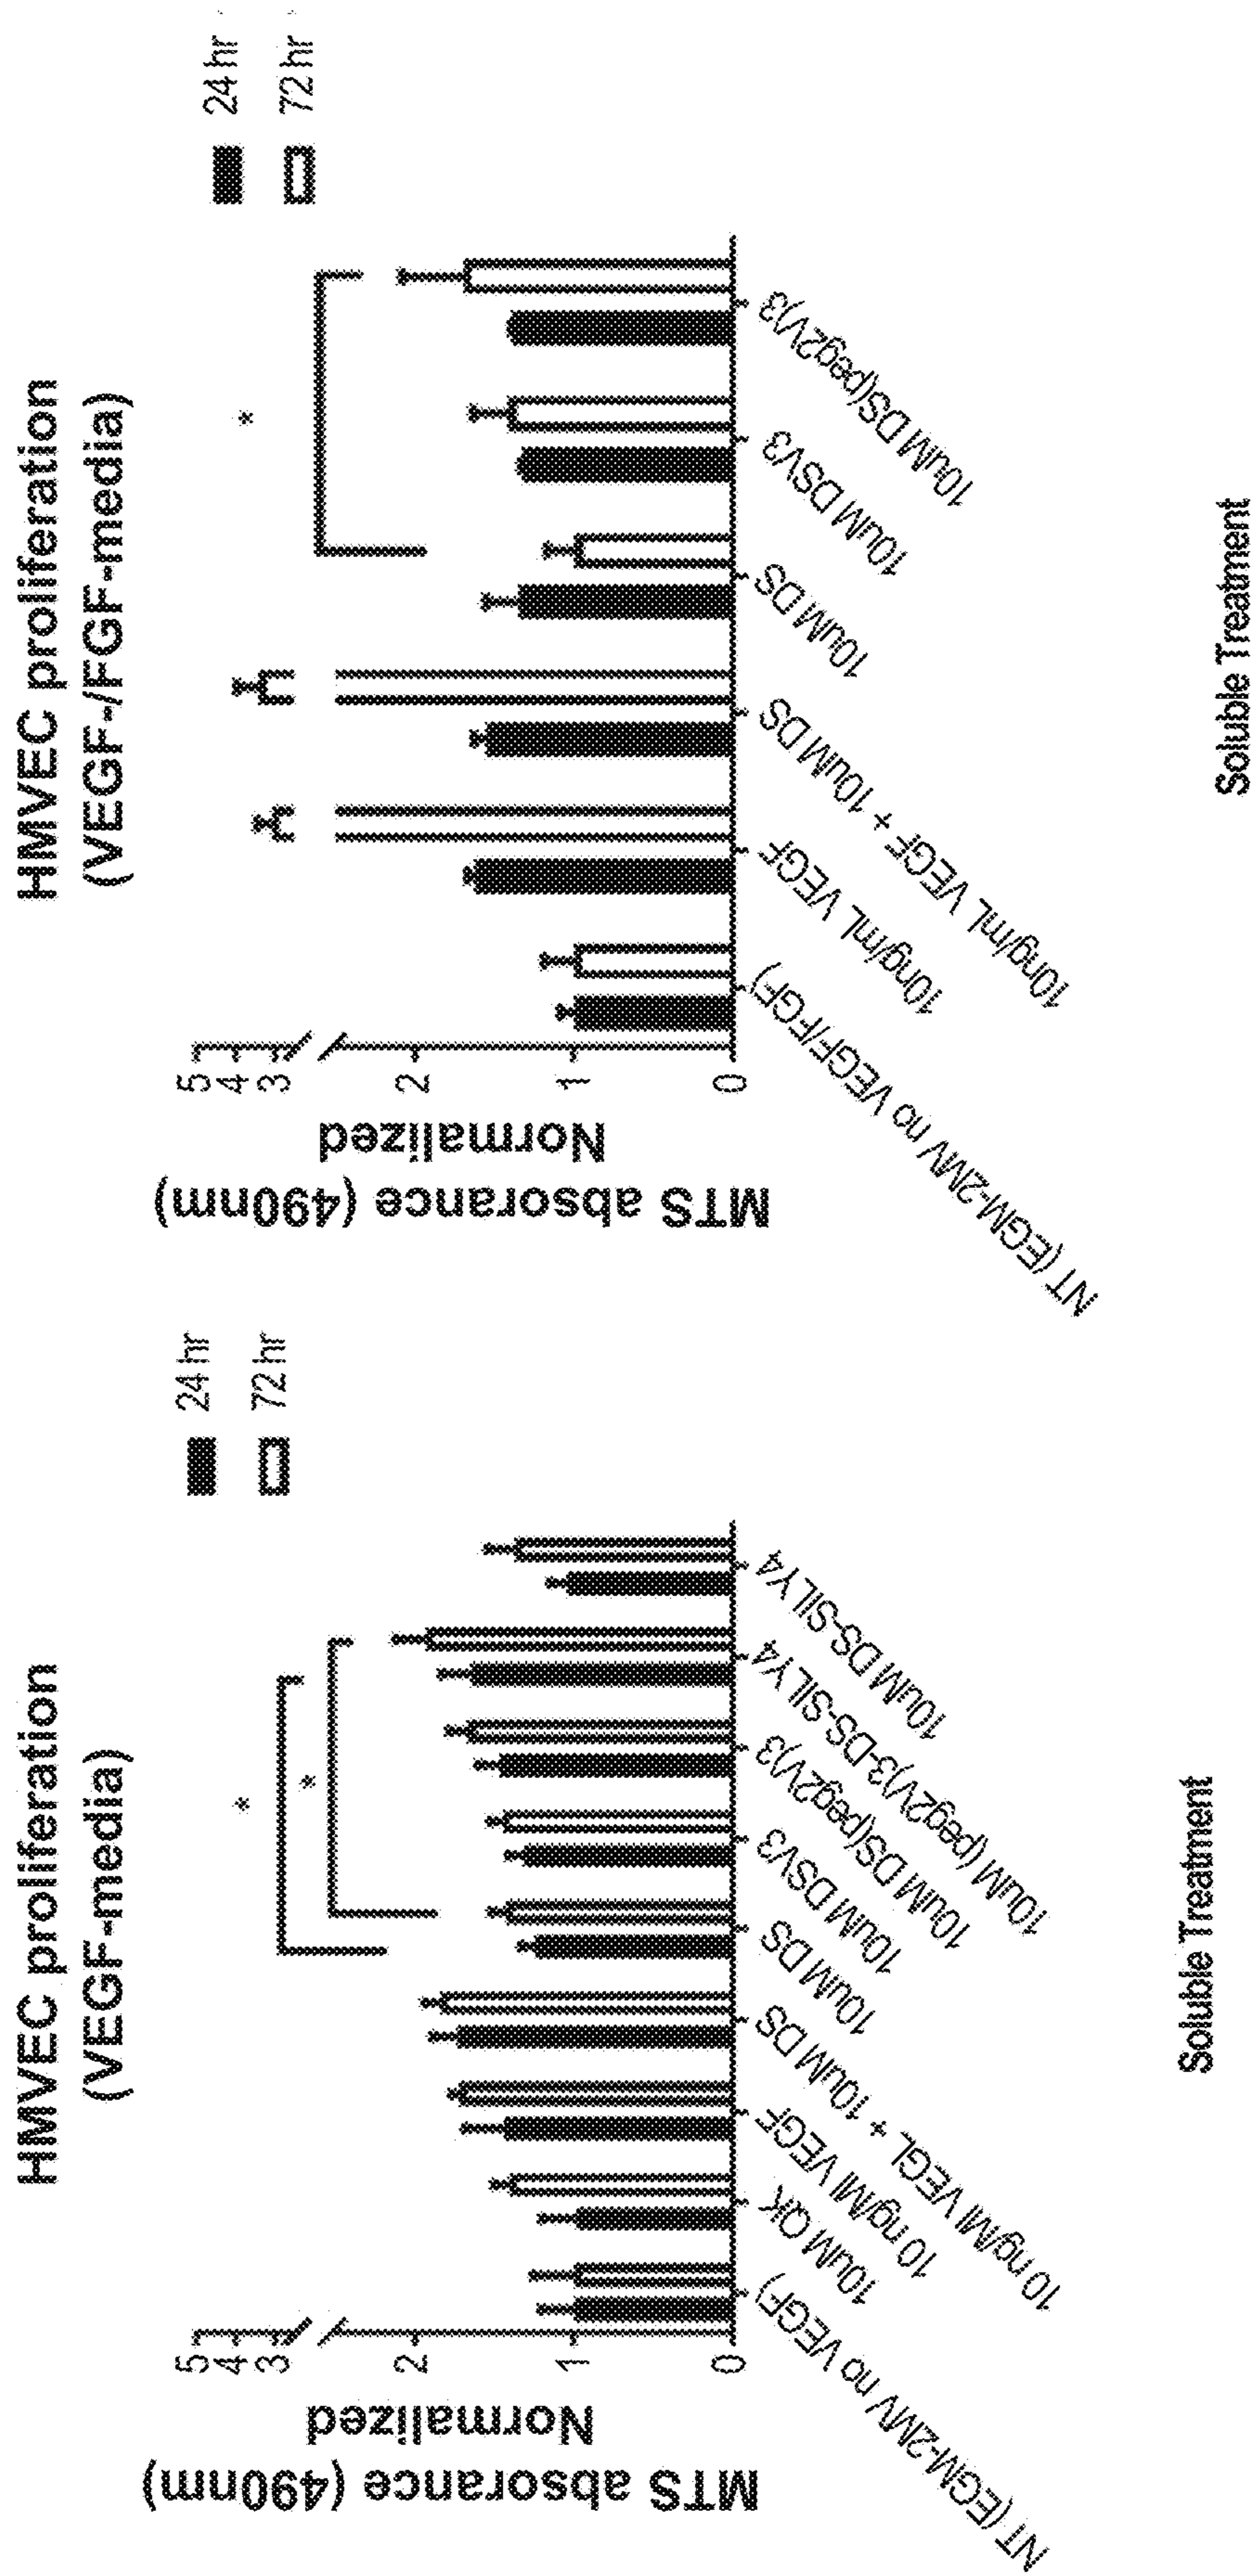 HMVEC proliferation
(VEGF-media)
24 hr
72 hr
*
*
MTS absorance (490nm)
Normalized
5
4
3
2
1
0
NT (EGM-2MV no VEGF)
10uM QK
10 ng/Ml VEGF
10 ng/Ml VEGL + 10uM DS
10uM DS
10uM DSV3
10uM DS(peg2V)3
10uM (peg2V)3-DS-SILY4
10uM DS-SILY4
Soluble Treatment
HMVEC proliferation
(VEGF-/FGF-media)
24 hr
72 hr
*
MTS absorance (490nm)
Normalized
5
4
3
2
1
0
NT (EGM-2MV no VEGF/FGF)
10ng/mL VEGF
10ng/mL VEGF + 10uM DS
10uM DS
10uM DSV3
10uM DS(peg2V)3
Soluble Treatment